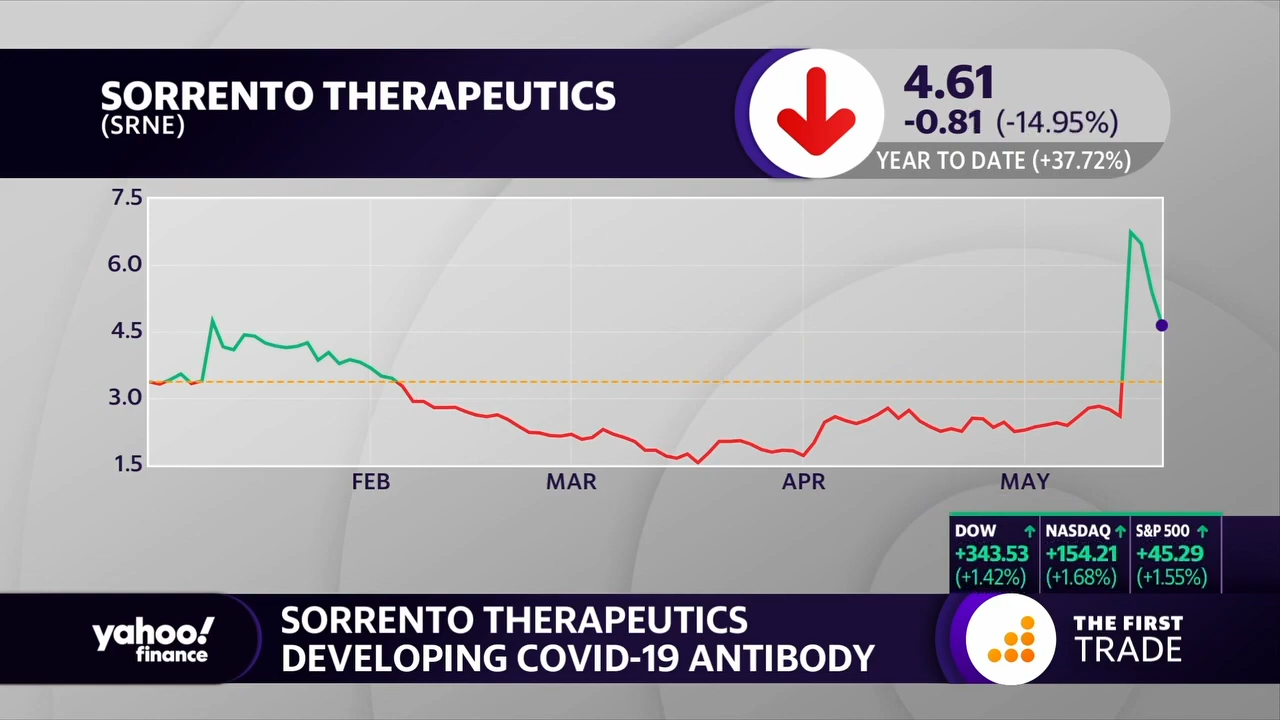 SORRENTO THERAPEUTICS
(SRNE)
4.61
-0.81 (-14.95%)
YEAR TO DATE (+37.72%)
7.5
6.0
4.5
3.0
1.5
FEB MAR APR MAY
DOW NASDAQ S&P 500
+343.53 +154.21 +45.29
(+1.42%) (+1.68%) (+1.55%)
yahoo!
finance
SORRENTO THERAPEUTICS
DEVELOPING COVID-19 ANTIBODY
THE FIRST
TRADE